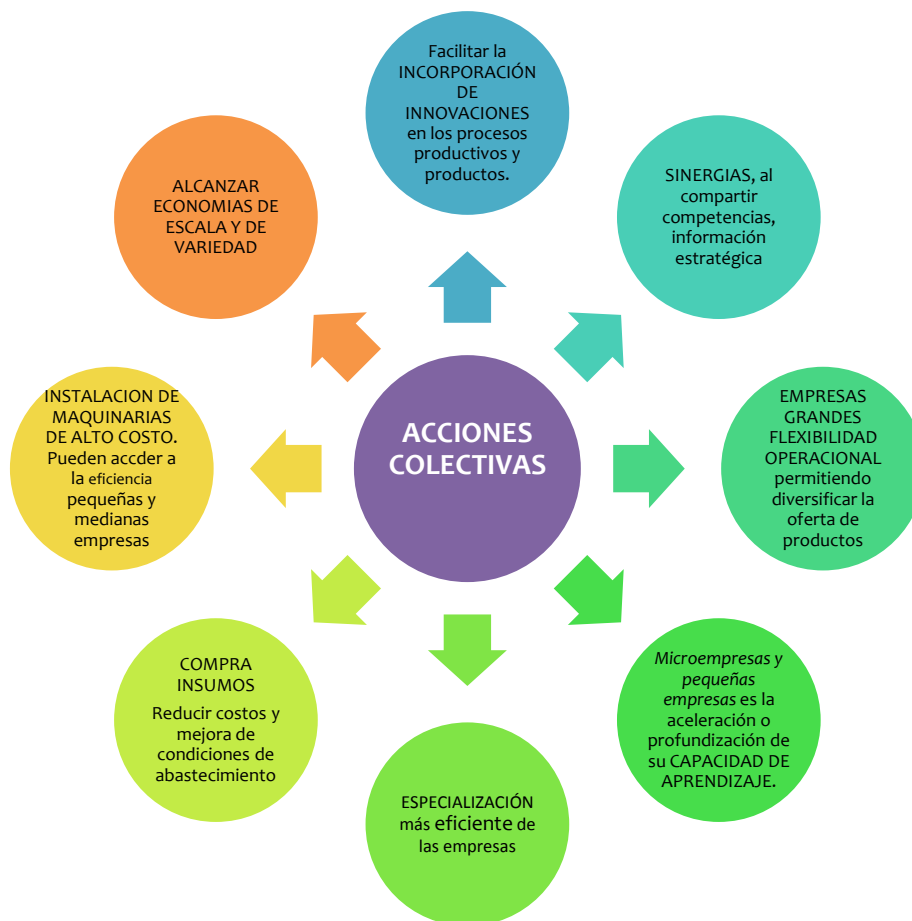 Facilitar la
INCORPORACIÓN
DE
INNOVACIONES
en los procesos
productivos y
productos.
SINERGIAS, al
compartir
competencias,
información
estratégica
EMPRESAS
GRANDES
FLEXIBILIDAD
OPERACIONAL
permitiendo
diversificar la
oferta de
productos
Microempresas y
pequeñas
empresas es la
aceleración o
profundización de
su CAPACIDAD DE
APRENDIZAJE.
ESPECIALIZACIÓN
más eficiente de
las empresas
COMPRA
INSUMOS
Reducir costos y
mejora de
condiciones de
abastecimiento
INSTALACION DE
MAQUINARIAS
DE ALTO COSTO.
Pueden accder a
la eficiencia
pequeñas y
medianas
empresas
ALCANZAR
ECONOMIAS DE
ESCALA Y DE
VARIEDAD
ACCIONES
COLECTIVAS